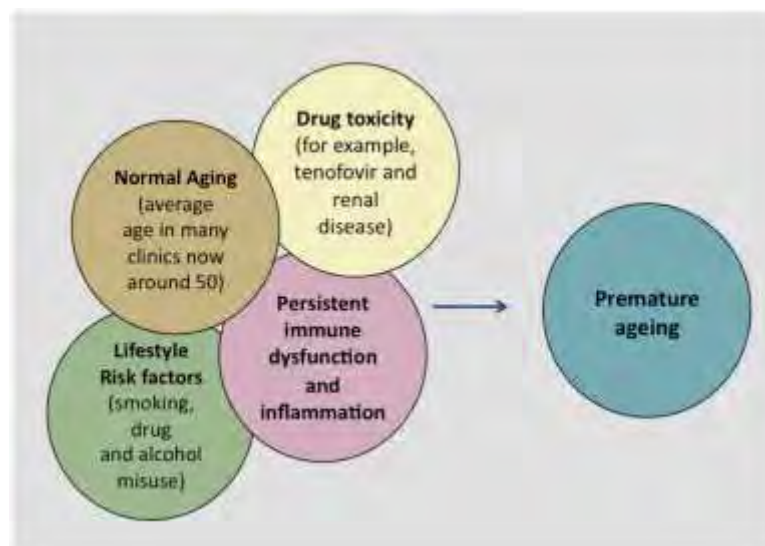 Drug toxicity
(for example,
tenofovir and
renal
disease)
Normal Aging
(average
age in many
clinics now
around 50)
Persistent
immune
dysfunction
and
inflammation
Lifestyle
Risk factors
(smoking,
drug
and alcohol
misuse)
Premature
ageing